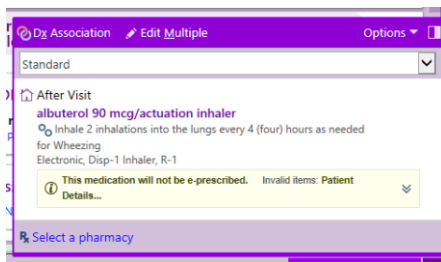 Dx Association Edit Multiple Options
Standard
After Visit
albuterol 90 mcg/actuation inhaler
Inhale 2 inhalations into the lungs every 4 (four) hours as needed
for Wheezing
Electronic, Disp-1 Inhaler, R-1
This medication will not be e-prescribed. Invalid items: Patient
Details...
Select a pharmacy